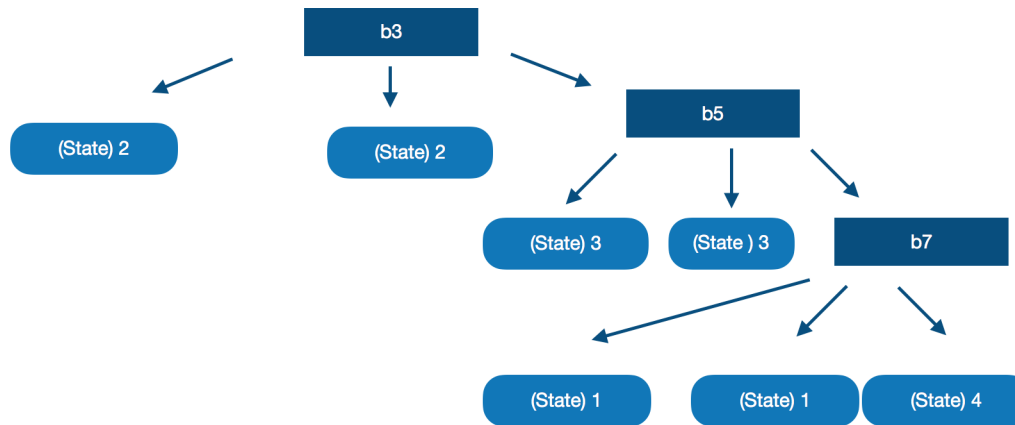 b3
b5
(State) 2
(State) 2
(State) 3
(State ) 3
b7
(State) 1
(State) 1
(State) 4